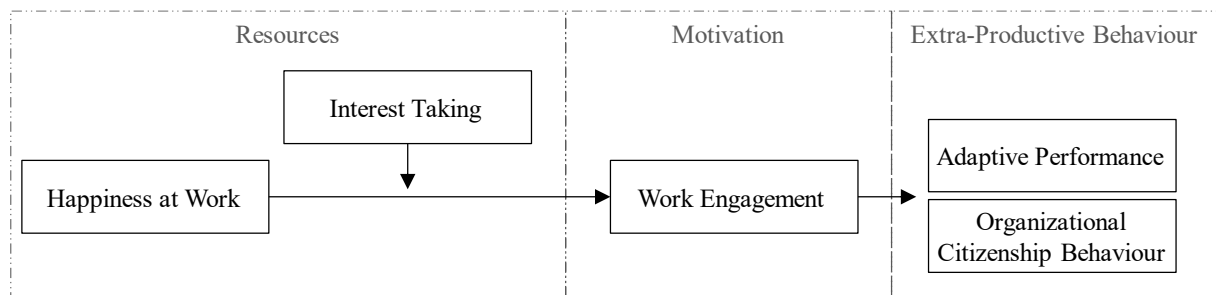 Resources
Motivation
Extra-Productive Behaviour
Interest Taking
Happiness at Work
Work Engagement
Adaptive Performance
Organizational
Citizenship Behaviour